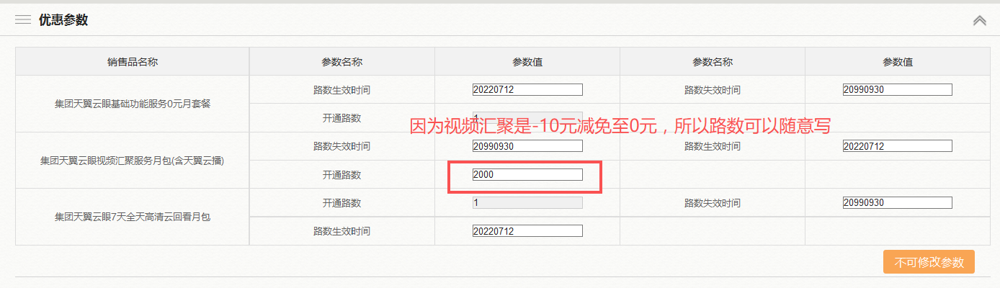 优惠参数
销售品名称 参数名称 参数值 参数名称 参数值
集团天翼云眼基础功能服务0元月套餐 路数生效时间 20220712 路数失效时间 20990930
开通路数 1
因为视频汇聚是-10元减免至0元，所以路数可以随意写
集团天翼云眼视频汇聚服务月包(含天翼云播) 路数失效时间 20990930 路数生效时间 20220712
开通路数 2000
集团天翼云眼7天全天高清云回看月包 开通路数 1 路数失效时间 20990930
路数生效时间 20220712
不可修改参数